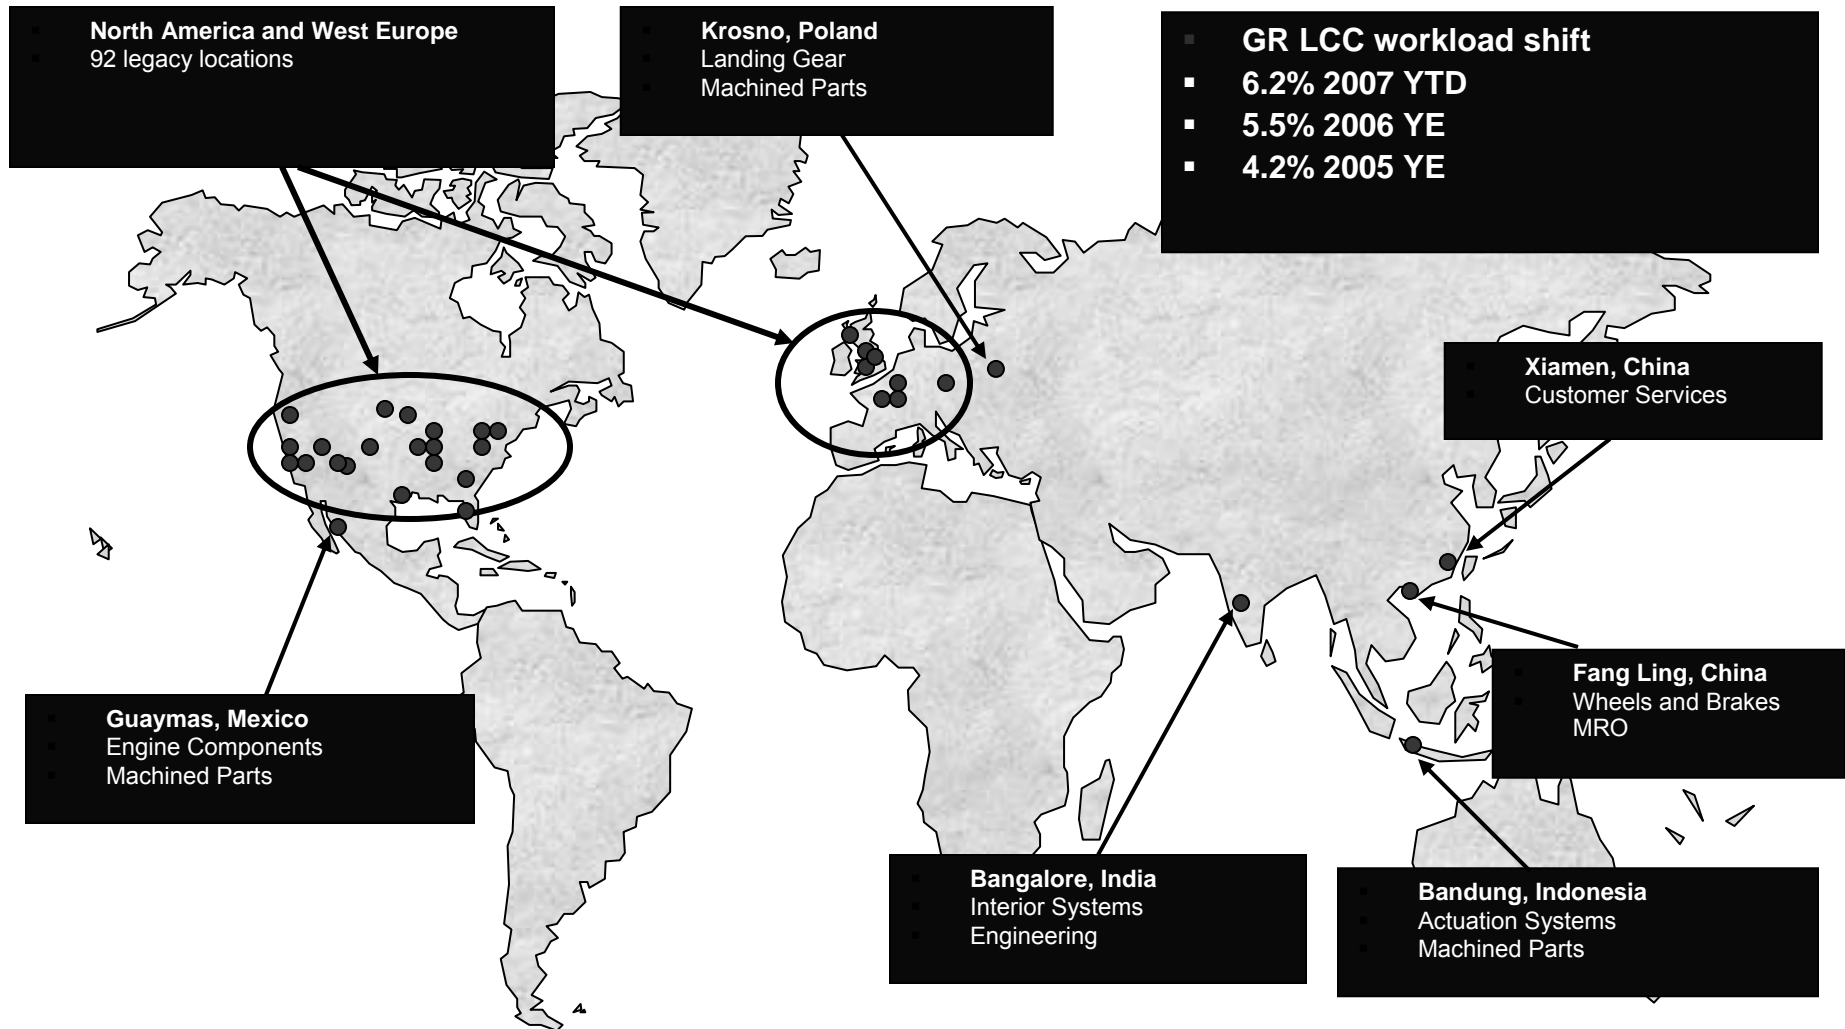 North America and West Europe
92 legacy locations
Krosno, Poland
Landing Gear
Machined Parts
GR LCC workload shift
6.2% 2007 YTD
5.5% 2006 YE
4.2% 2005 YE
Xiamen, China
Customer Services
Fang Ling, China
Wheels and Brakes
MRO
Guaymas, Mexico
Engine Components
Machined Parts
Bangalore, India
Interior Systems
Engineering
Bandung, Indonesia
Actuation Systems
Machined Parts